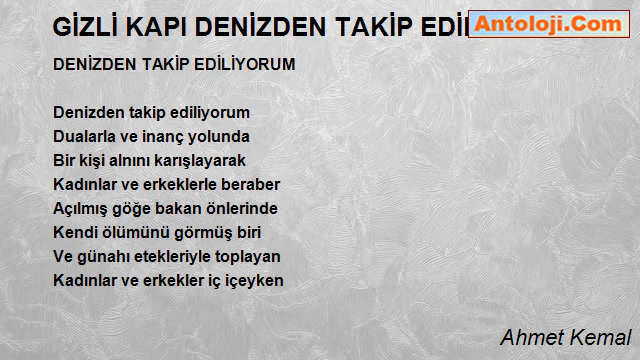 GİZLİ KAPI DENİZDEN TAKİP
Antoloji.Com
DENİZDEN TAKİP EDİLİYORUM
Denizden takip ediliyorum
Dualarla ve inanç yolunda
Bir kişi alnını karışlayarak
Kadınlar ve erkeklerle beraber
Açılmış göğe bakan önlerinde
Kendi ölümünü görmüş biri
Ve günahı etekleriyle toplayan
Kadınlar ve erkekler iç içeyken
Ahmet Kemal